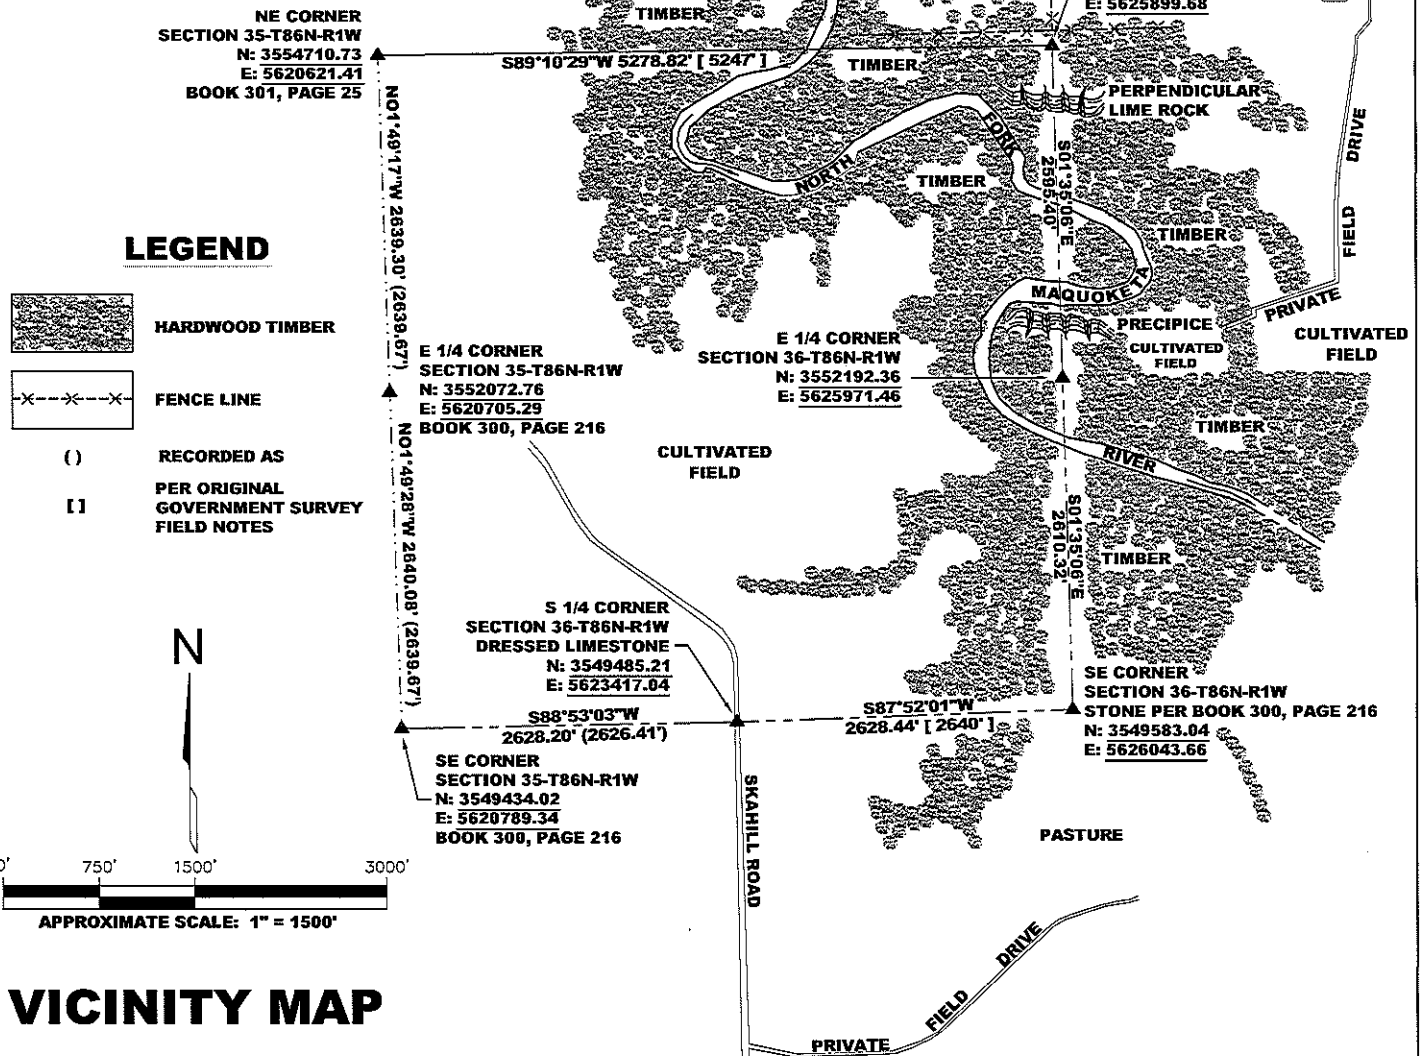 NE CORNER
SECTION 35-T86N-R1W
N: 3554710.73
E: 5620621.41
BOOK 301, PAGE 25
TIMBER
E: 5625899.68
S89°10'29"W 5278.82' [ 5247' ]
TIMBER
PERPENDICULAR
LIME ROCK
NORTH
FORK
TIMBER
S01°35'06"E
2595.40'
DRIVE
FIELD
PRIVATE
TIMBER
MAQUOKETA
N01°49'17"W 2639.30' (2639.67')
LEGEND
HARDWOOD TIMBER
FENCE LINE
( ) RECORDED AS
[ ] PER ORIGINAL
GOVERNMENT SURVEY
FIELD NOTES
E 1/4 CORNER
SECTION 35-T86N-R1W
N: 3552072.76
E: 5620705.29
BOOK 300, PAGE 216
E 1/4 CORNER
SECTION 36-T86N-R1W
N: 3552192.36
E: 5625971.46
PRECIPICE
CULTIVATED
FIELD
CULTIVATED
FIELD
TIMBER
CULTIVATED
FIELD
RIVER
N01°49'28"W 2640.08' (2639.67')
S01°35'06"E
2610.32'
TIMBER
S 1/4 CORNER
SECTION 36-T86N-R1W
DRESSED LIMESTONE
N: 3549485.21
E: 5623417.04
S88°53'03"W
2628.20' (2626.41')
S87°52'01"W
2628.44' [ 2640' ]
SE CORNER
SECTION 36-T86N-R1W
STONE PER BOOK 300, PAGE 216
N: 3549583.04
E: 5626043.66
SE CORNER
SECTION 35-T86N-R1W
N: 3549434.02
E: 5620789.34
BOOK 300, PAGE 216
SKAHILL ROAD
PASTURE
N
0' 750' 1500' 3000'
APPROXIMATE SCALE: 1" = 1500'
PRIVATE
FIELD
DRIVE
VICINITY MAP